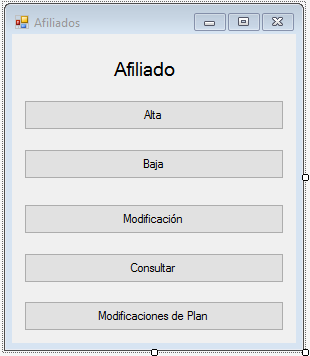 Afiliados
Afiliado
Alta
Baja
Modificación
Consultar
Modificaciones de Plan